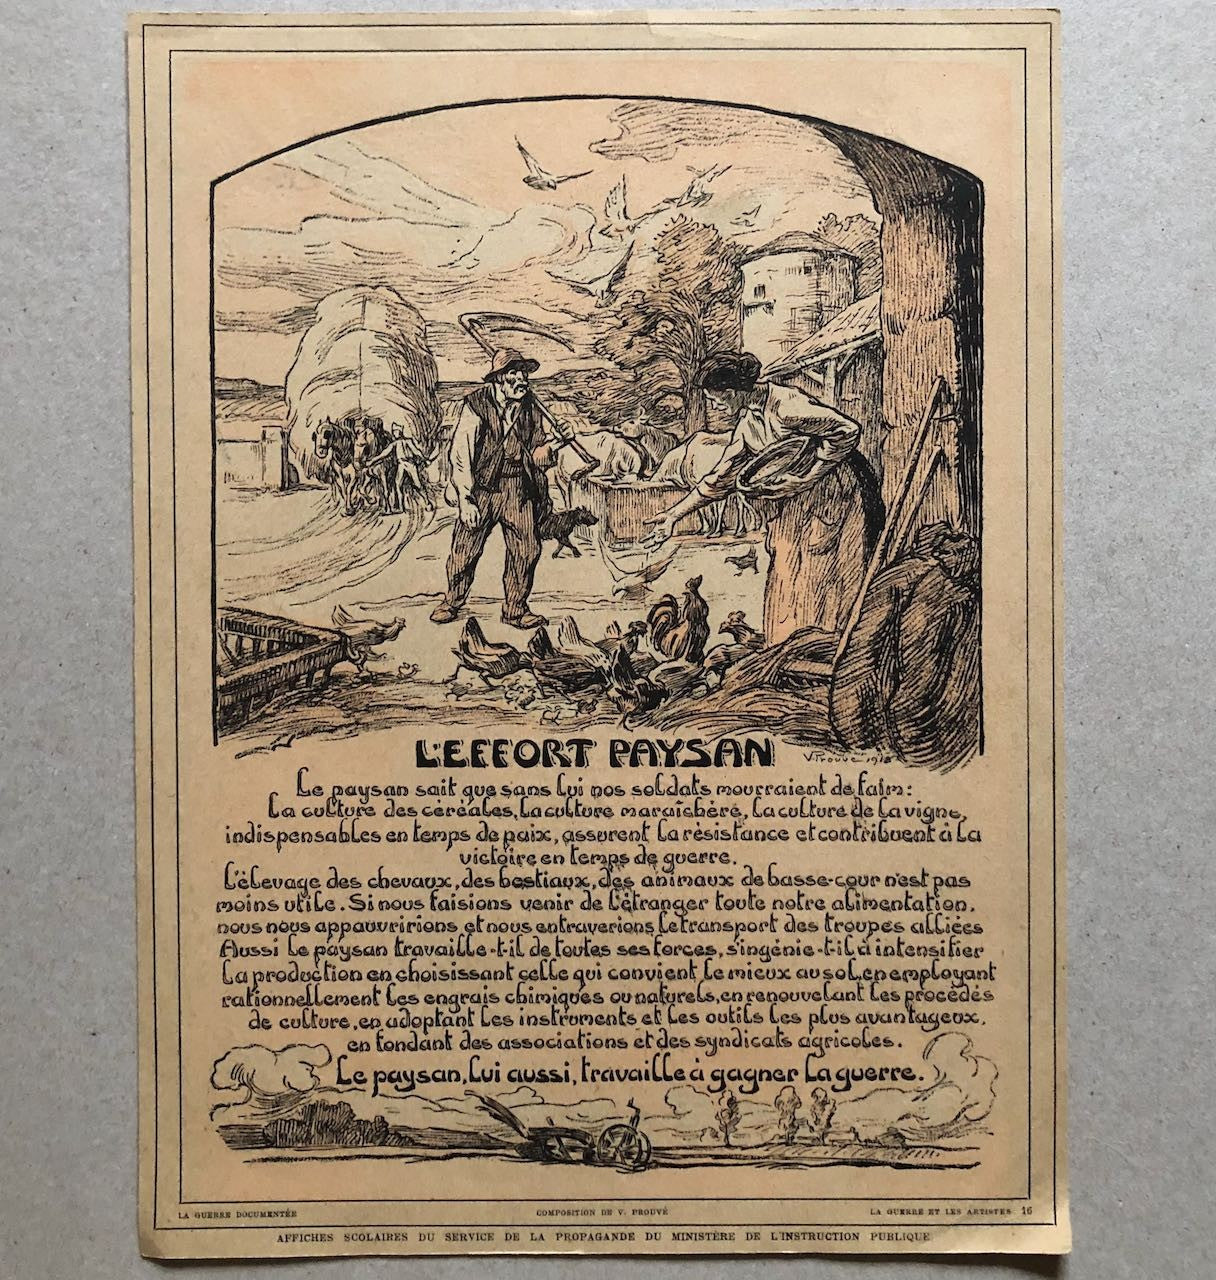 L'EFFORT PAYSAN
V. Prouvé 1918
Le paysan sait que sans lui nos soldats mourraient de faim :
La culture des céréales, la culture maraîchère, la culture de la vigne,
indispensables en temps de paix, assurent la résistance et contribuent à la
victoire en temps de guerre.
L'élevage des chevaux, des bestiaux, des animaux de basse-cour n'est pas
moins utile. Si nous faisions venir de l'étranger toute notre alimentation,
nous nous appauvririons et nous entraverions le transport des troupes alliées
Aussi le paysan travaille-t-il de toutes ses forces, s'ingénie-t-il à intensifier
la production en choisissant celle qui convient le mieux au sol, en employant
rationnellement les engrais chimiques ou naturels, en renouvelant les procédés
de culture, en adoptant les instruments et les outils les plus avantageux,
en fondant des associations et des syndicats agricoles.
Le paysan, lui aussi, travaille à gagner la guerre.
LA GUERRE DOCUMENTÉE
COMPOSITION DE V. PROUVÉ
LA GUERRE ET LES ARTISTES 16
AFFICHES SCOLAIRES DU SERVICE DE LA PROPAGANDE DU MINISTÈRE DE L'INSTRUCTION PUBLIQUE